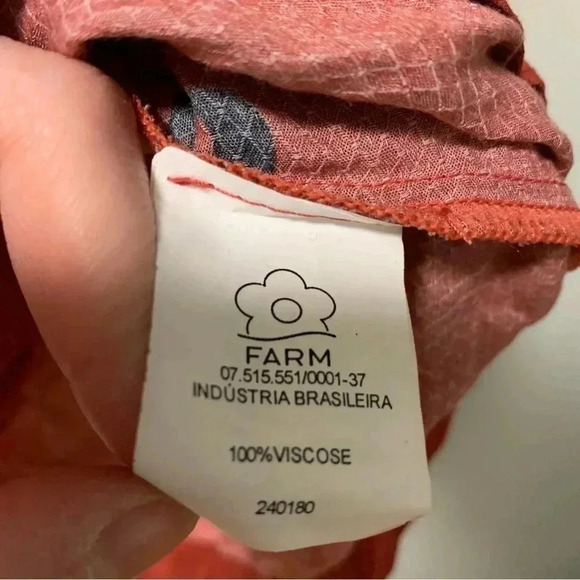 FARM
07.515.551/0001-37
INDÚSTRIA BRASILEIRA
100%VISCOSE
240180